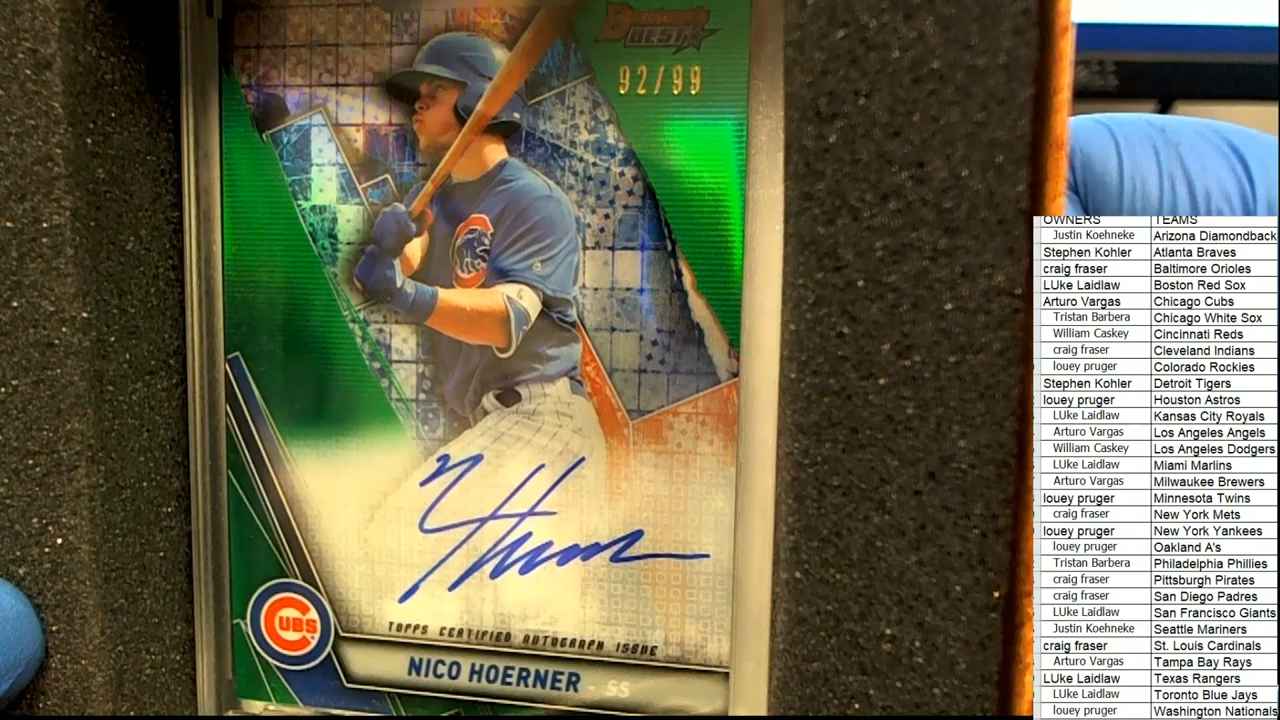 BEST
92/99
C
CUBS
TOPPS CERTIFIED AUTOGRAPH ISSUE
NICO HOERNER - SS
OWNERS TEAMS
Justin Koehneke Arizona Diamondback
Stephen Kohler Atlanta Braves
craig fraser Baltimore Orioles
LUke Laidlaw Boston Red Sox
Arturo Vargas Chicago Cubs
Tristan Barbera Chicago White Sox
William Caskey Cincinnati Reds
craig fraser Cleveland Indians
louey pruger Colorado Rockies
Stephen Kohler Detroit Tigers
louey pruger Houston Astros
LUke Laidlaw Kansas City Royals
Arturo Vargas Los Angeles Angels
William Caskey Los Angeles Dodgers
LUke Laidlaw Miami Marlins
Arturo Vargas Milwaukee Brewers
louey pruger Minnesota Twins
craig fraser New York Mets
louey pruger New York Yankees
louey pruger Oakland A's
Tristan Barbera Philadelphia Phillies
craig fraser Pittsburgh Pirates
craig fraser San Diego Padres
LUke Laidlaw San Francisco Giants
Justin Koehneke Seattle Mariners
craig fraser St. Louis Cardinals
Arturo Vargas Tampa Bay Rays
LUke Laidlaw Texas Rangers
LUke Laidlaw Toronto Blue Jays
louey pruger Washington Nationals